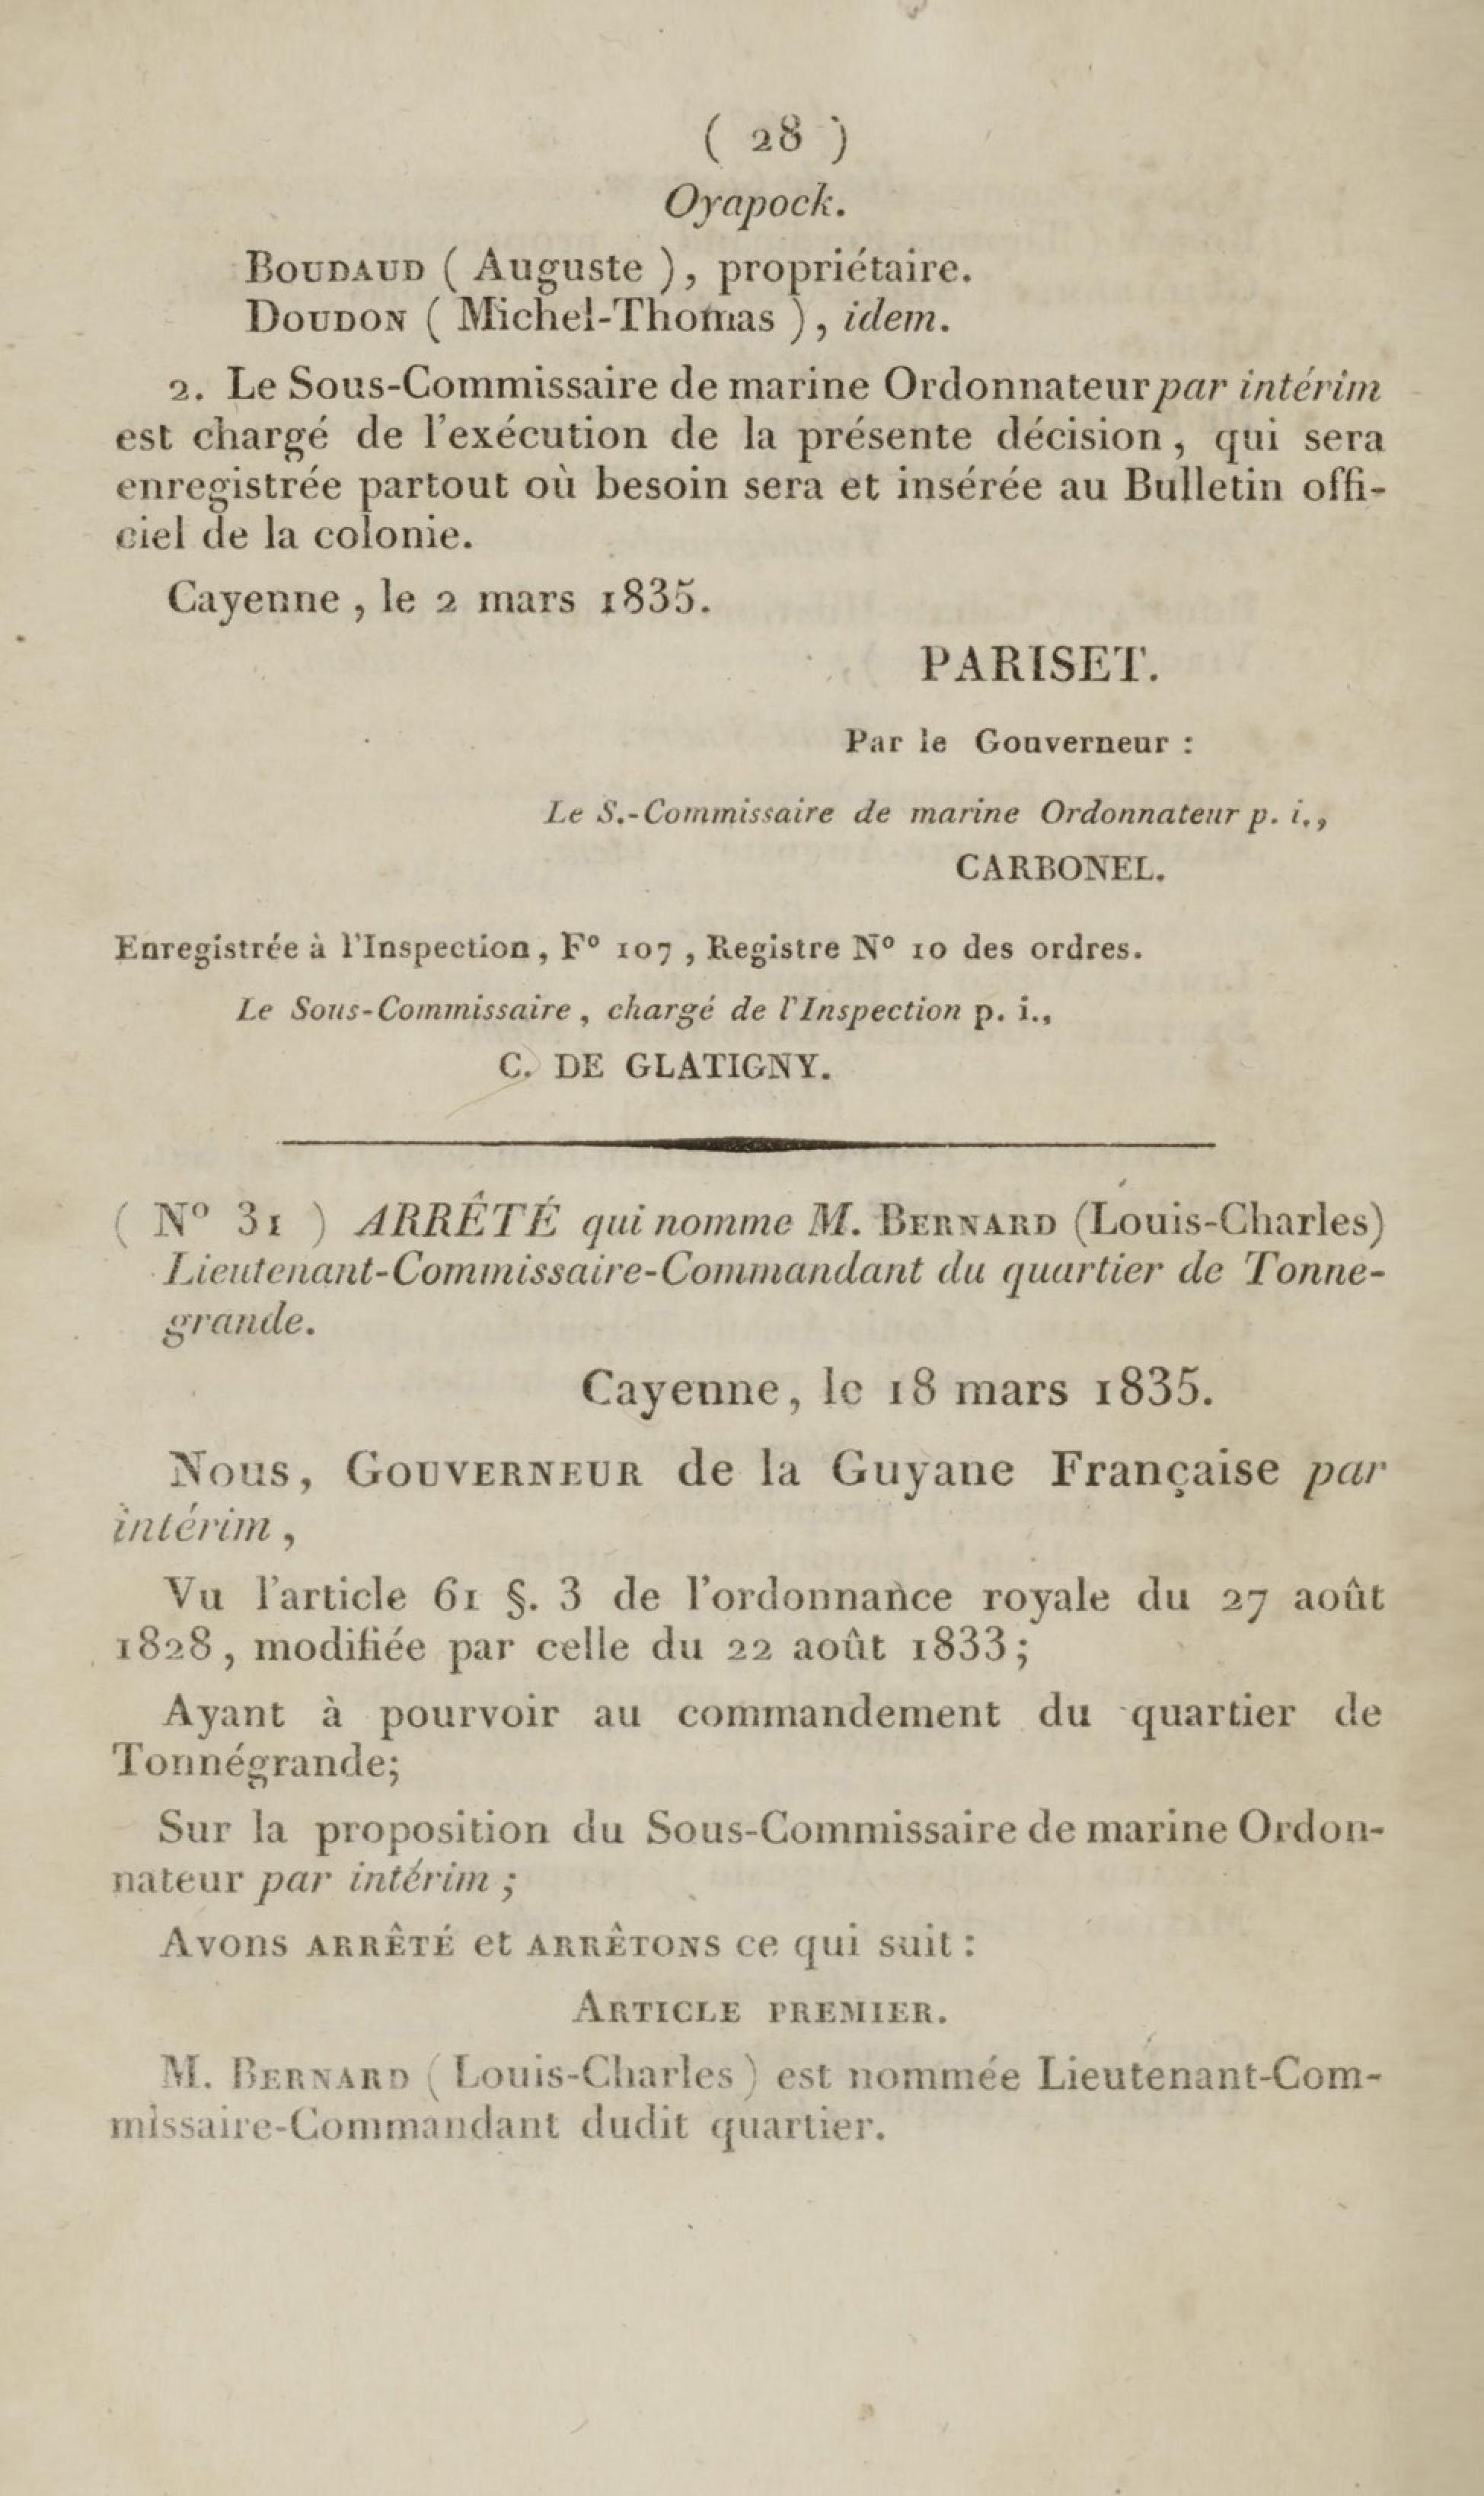 ( 28 )
Oyapock.
BOUDAUD ( Auguste ), propriétaire.
DOUDON ( Michel-Thomas ), idem.
2. Le Sous-Commissaire de marine Ordonnateur par intérim
est chargé de l'exécution de la présente décision, qui sera
enregistrée partout où besoin sera et insérée au Bulletin offi-
ciel de la colonie.
Cayenne, le 2 mars 1835.
PARISET.
Par le Gouverneur :
Le S.-Commissaire de marine Ordonnateur p. i.,
CARBONEL.
Enregistrée à l'Inspection, F° 107, Registre N° 10 des ordres.
Le Sous-Commissaire, chargé de l'Inspection p. i.,
C. DE GLATIGNY.
( N° 31 ) ARRÊTÉ qui nomme M. BERNARD (Louis-Charles)
Lieutenant-Commissaire-Commandant du quartier de Tonne-
grande.
Cayenne, le 18 mars 1835.
Nous, GOUVERNEUR de la Guyane Française par
intérim,
Vu l'article 61 §. 3 de l'ordonnance royale du 27 août
1828, modifiée par celle du 22 août 1833;
Ayant à pourvoir au commandement du quartier de
Tonnégrande;
Sur la proposition du Sous-Commissaire de marine Ordon-
nateur par intérim ;
Avons ARRÊTÉ et ARRÊTONS ce qui suit :
ARTICLE PREMIER.
M. BERNARD ( Louis-Charles ) est nommée Lieutenant-Com-
missaire-Commandant dudit quartier.